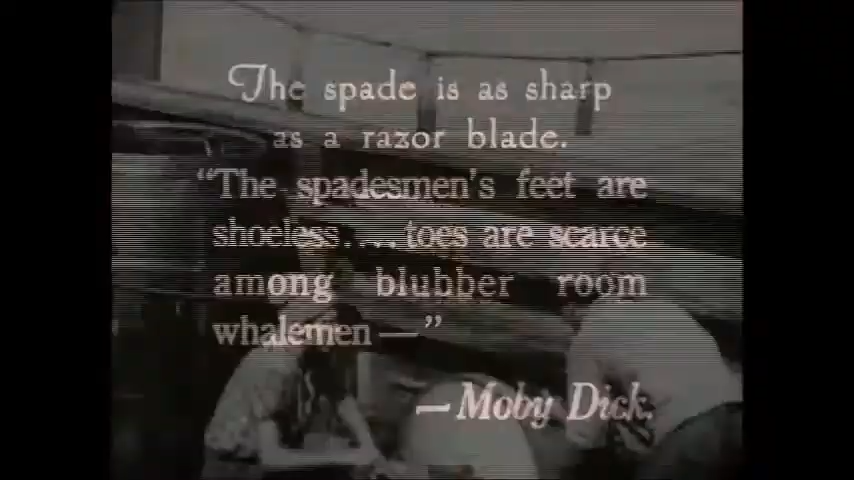 The spade is as sharp
as a razor blade.
"The spadesmen's feet are
shoeless....toes are scarce
among blubber room
whalemen—"
—Moby Dick.